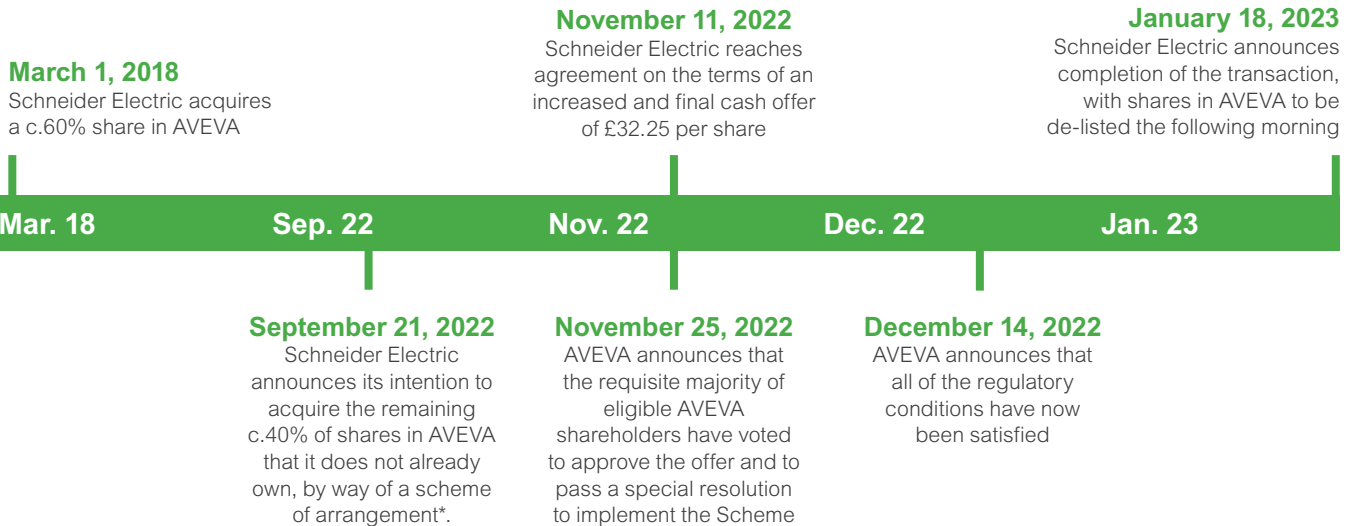 March 1, 2018
Schneider Electric acquires
a c.60% share in AVEVA
November 11, 2022
Schneider Electric reaches
agreement on the terms of an
increased and final cash offer
of £32.25 per share
January 18, 2023
Schneider Electric announces
completion of the transaction,
with shares in AVEVA to be
de-listed the following morning
Mar. 18
Sep. 22
Nov. 22
Dec. 22
Jan. 23
September 21, 2022
Schneider Electric
announces its intention to
acquire the remaining
c.40% of shares in AVEVA
that it does not already
own, by way of a scheme
of arrangement*.
November 25, 2022
AVEVA announces that
the requisite majority of
eligible AVEVA
shareholders have voted
to approve the offer and to
pass a special resolution
to implement the Scheme
December 14, 2022
AVEVA announces that
all of the regulatory
conditions have now
been satisfied